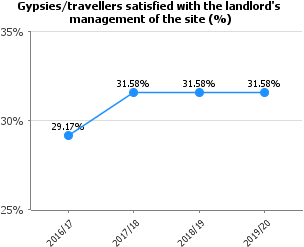 Gypsies/travellers satisfied with the landlord's
management of the site (%)
35%
31.58% 31.58% 31.58%
30%
29.17%
25%
2016/17 2017/18 2018/19 2019/20